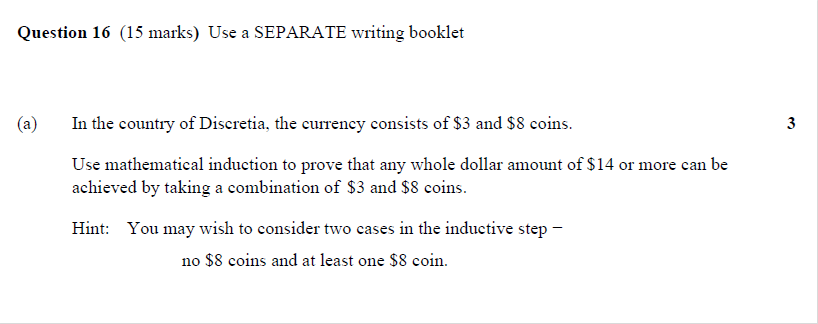 Question 16 (15 marks) Use a SEPARATE writing booklet
(a) In the country of Discretia, the currency consists of $3 and $8 coins. 3
Use mathematical induction to prove that any whole dollar amount of $14 or more can be
achieved by taking a combination of $3 and $8 coins.
Hint: You may wish to consider two cases in the inductive step −
no $8 coins and at least one $8 coin.